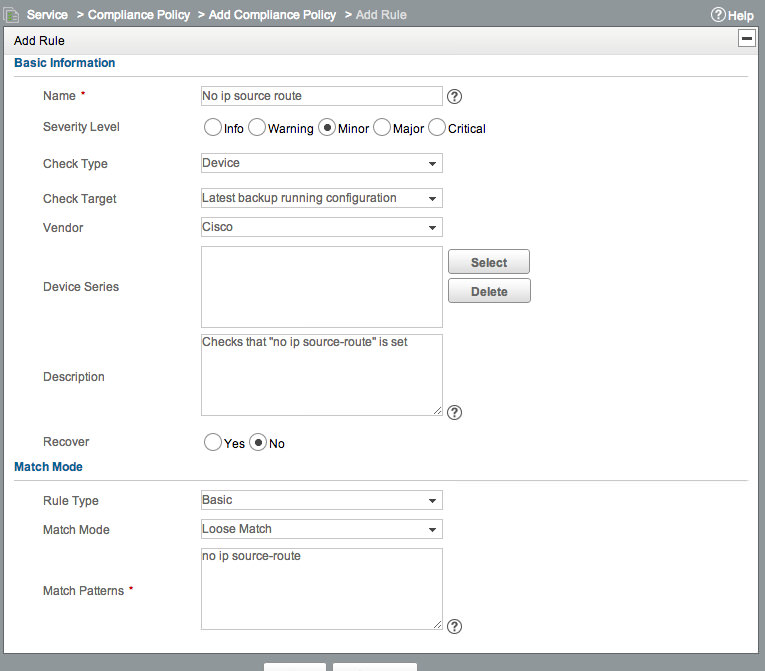 Service > Compliance Policy > Add Compliance Policy > Add Rule Help
Add Rule
Basic Information
Name * No ip source route
Severity Level Info Warning Minor Major Critical
Check Type Device
Check Target Latest backup running configuration
Vendor Cisco
Device Series
Select
Delete
Checks that "no ip source-route" is set
Description
Recover Yes No
Match Mode
Rule Type Basic
Match Mode Loose Match
no ip source-route
Match Patterns *